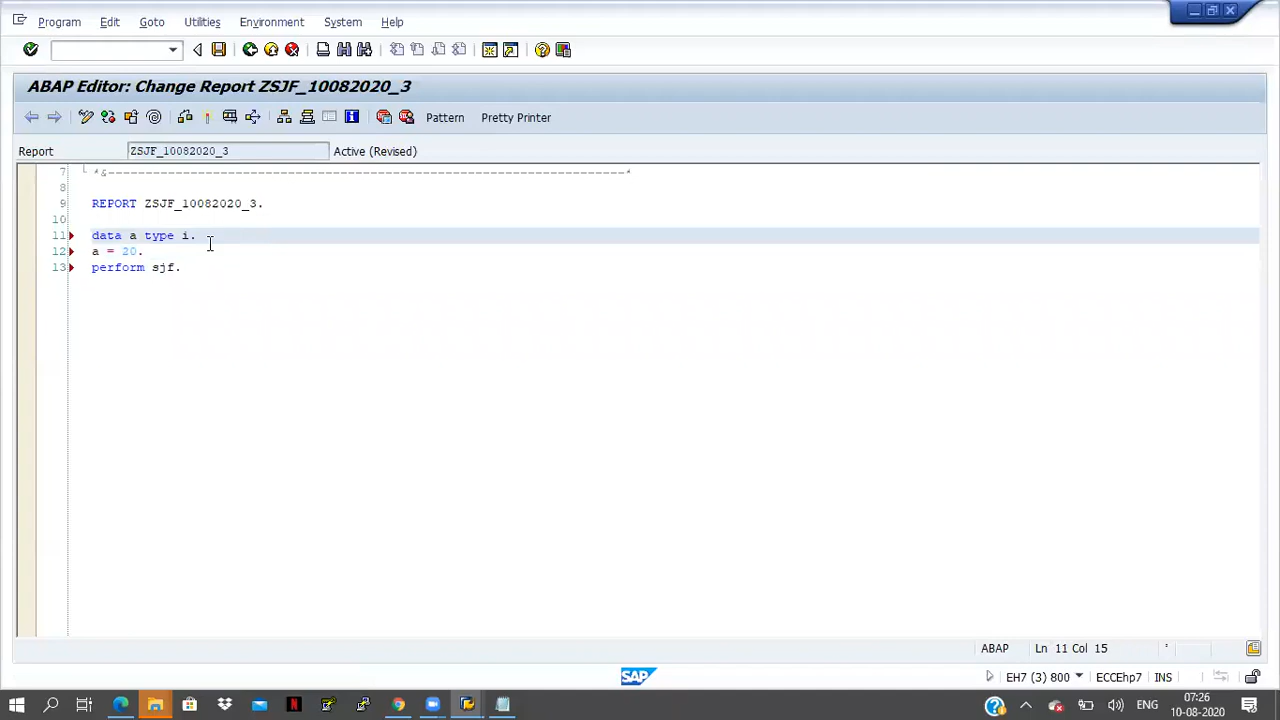 Program Edit Goto Utilities Environment System Help
ABAP Editor: Change Report ZSJF_10082020_3
Pattern Pretty Printer
Report ZSJF_10082020_3 Active (Revised)
7 *&---------------------------------------------------------------------*
8
9 REPORT ZSJF_10082020_3.
10
11 data a type i.
12 a = 20.
13 perform sjf.
ABAP Ln 11 Col 15
SAP EH7 (3) 800 ECCEhp7 INS
07:26
ENG
10-08-2020